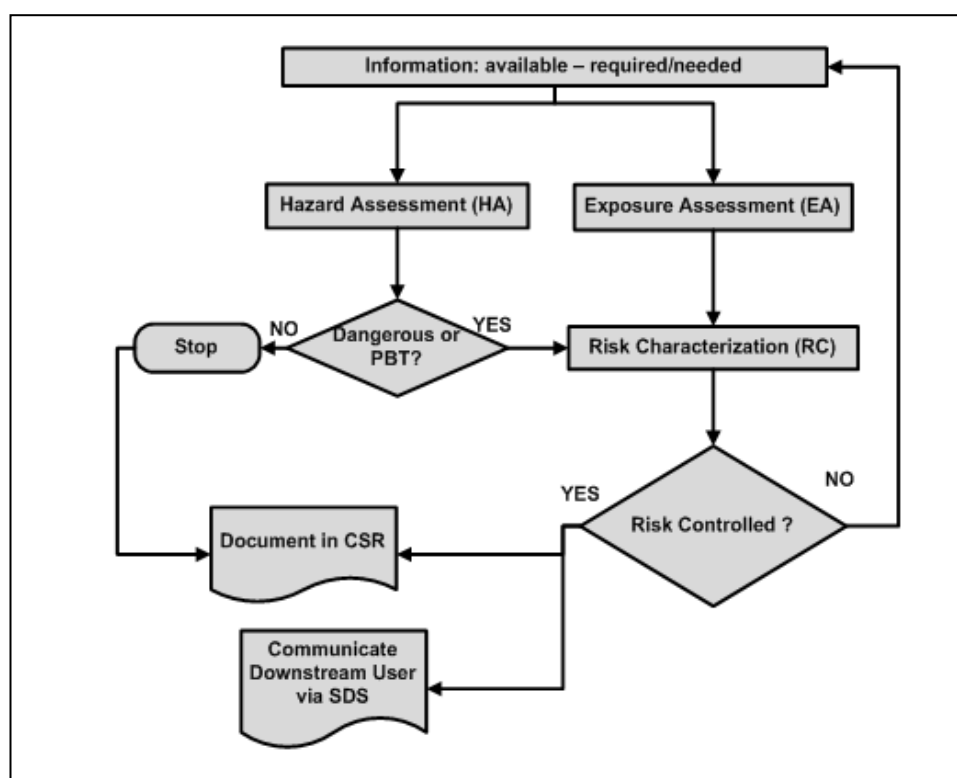 Information: available – required/needed
Hazard Assessment (HA)
Exposure Assessment (EA)
NO
Dangerous or
PBT?
YES
Stop
Risk Characterization (RC)
YES
NO
Risk Controlled ?
Document in CSR
Communicate
Downstream User
via SDS